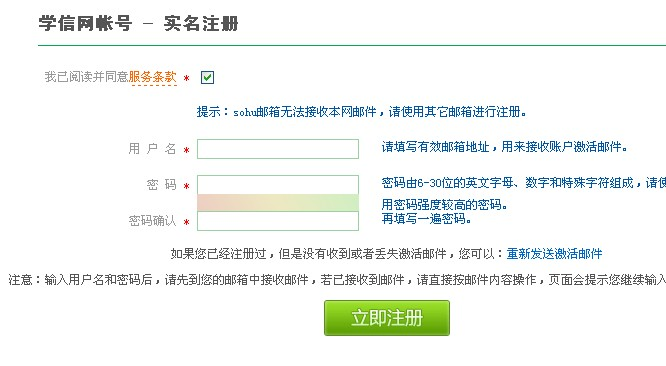 学信网帐号 - 实名注册
我已阅读并同意服务条款 *
提示：sohu邮箱无法接收本网邮件，请使用其它邮箱进行注册。
用 户 名 * 请填写有效邮箱地址，用来接收账户激活邮件。
密 码 * 密码由6-30位的英文字母、数字和特殊字符组成，请使
用密码强度较高的密码。
密码确认 * 再填写一遍密码。
如果您已经注册过，但是没有收到或者丢失激活邮件，您可以：重新发送激活邮件
注意：输入用户名和密码后，请先到您的邮箱中接收邮件，若已接收到邮件，请直接按邮件内容操作，页面会提示您继续输入
立即注册